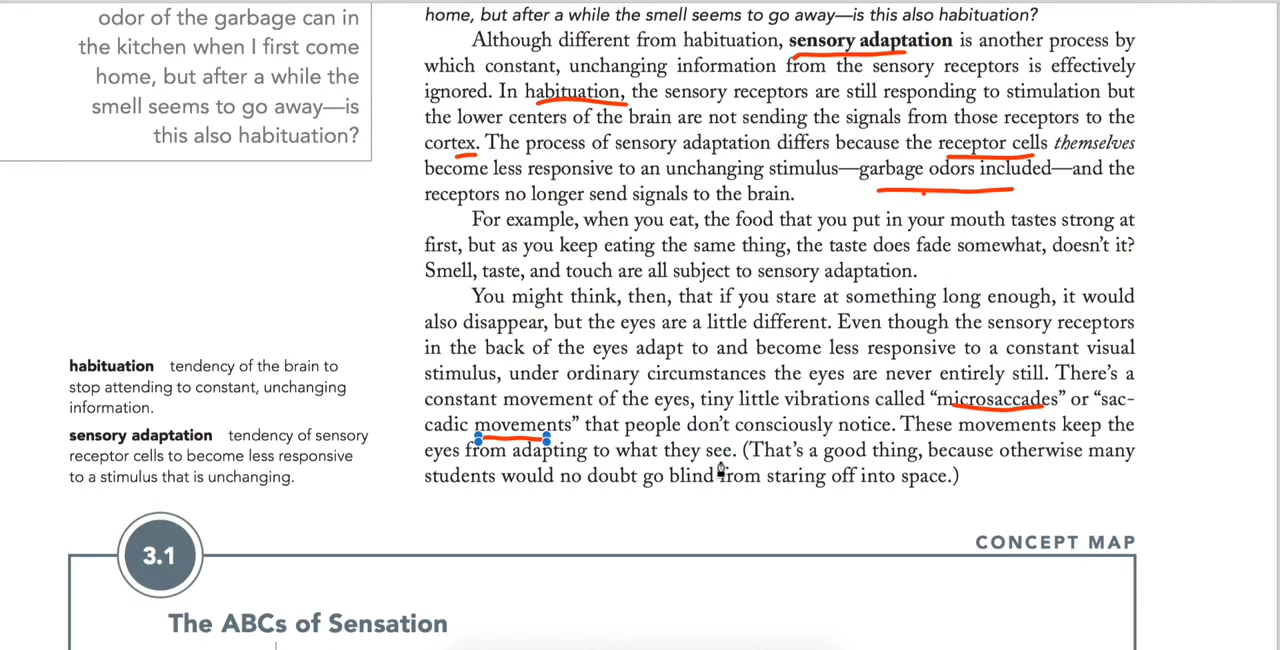 odor of the garbage can in
the kitchen when I first come
home, but after a while the
smell seems to go away—is
this also habituation?
home, but after a while the smell seems to go away—is this also habituation?
Although different from habituation, sensory adaptation is another process by
which constant, unchanging information from the sensory receptors is effectively
ignored. In habituation, the sensory receptors are still responding to stimulation but
the lower centers of the brain are not sending the signals from those receptors to the
cortex. The process of sensory adaptation differs because the receptor cells themselves
become less responsive to an unchanging stimulus—garbage odors included—and the
receptors no longer send signals to the brain.
For example, when you eat, the food that you put in your mouth tastes strong at
first, but as you keep eating the same thing, the taste does fade somewhat, doesn’t it?
Smell, taste, and touch are all subject to sensory adaptation.
You might think, then, that if you stare at something long enough, it would
also disappear, but the eyes are a little different. Even though the sensory receptors
in the back of the eyes adapt to and become less responsive to a constant visual
stimulus, under ordinary circumstances the eyes are never entirely still. There’s a
constant movement of the eyes, tiny little vibrations called “microsaccades” or “sac-
cadic movements” that people don’t consciously notice. These movements keep the
eyes from adapting to what they see. (That’s a good thing, because otherwise many
students would no doubt go blind from staring off into space.)
habituation tendency of the brain to
stop attending to constant, unchanging
information.
sensory adaptation tendency of sensory
receptor cells to become less responsive
to a stimulus that is unchanging.
CONCEPT MAP
3.1
The ABCs of Sensation